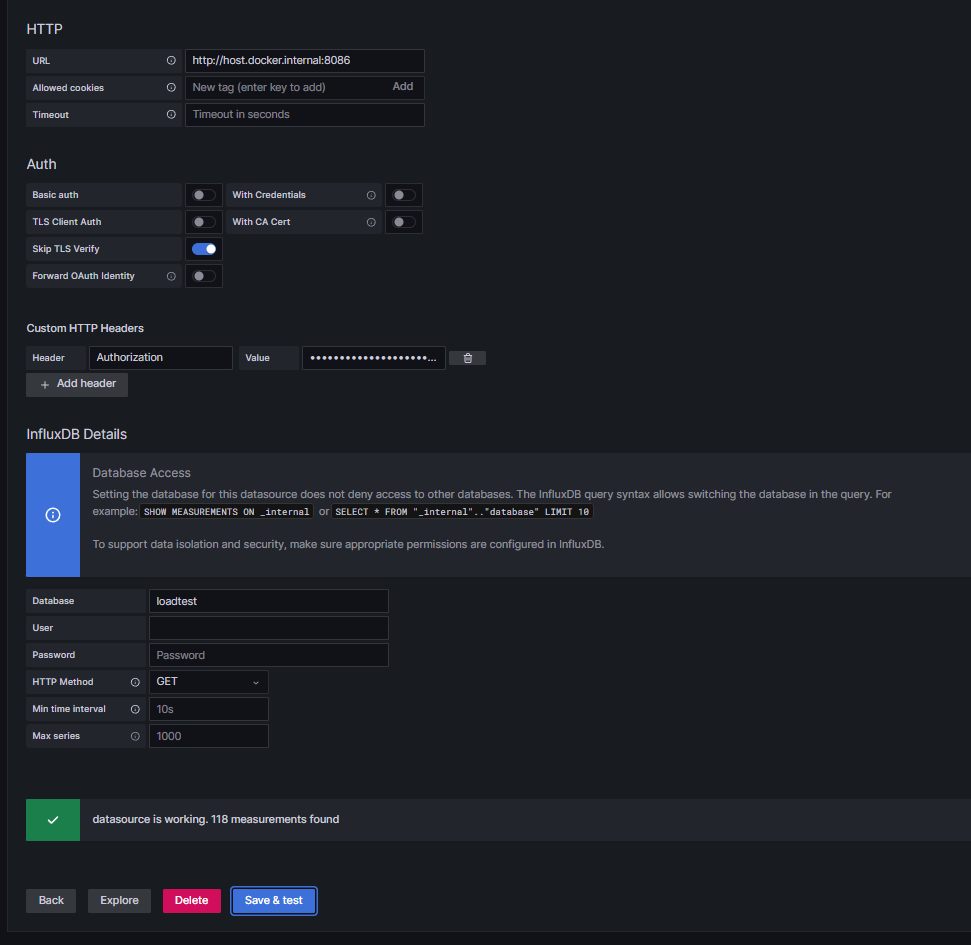 HTTP
URL http://host.docker.internal:8086
Allowed cookies New tag (enter key to add) Add
Timeout Timeout in seconds
Auth
Basic auth With Credentials
TLS Client Auth With CA Cert
Skip TLS Verify
Forward OAuth Identity
Custom HTTP Headers
Header Authorization Value ••••••••••••••••••••...
+ Add header
InfluxDB Details
Database Access
Setting the database for this datasource does not deny access to other databases. The InfluxDB query syntax allows switching the database in the query. For
example: SHOW MEASUREMENTS ON _internal or SELECT * FROM "_internal".."database" LIMIT 10
To support data isolation and security, make sure appropriate permissions are configured in InfluxDB.
Database loadtest
User
Password Password
HTTP Method GET
Min time interval 10s
Max series 1000
datasource is working. 118 measurements found
Back Explore Delete Save & test